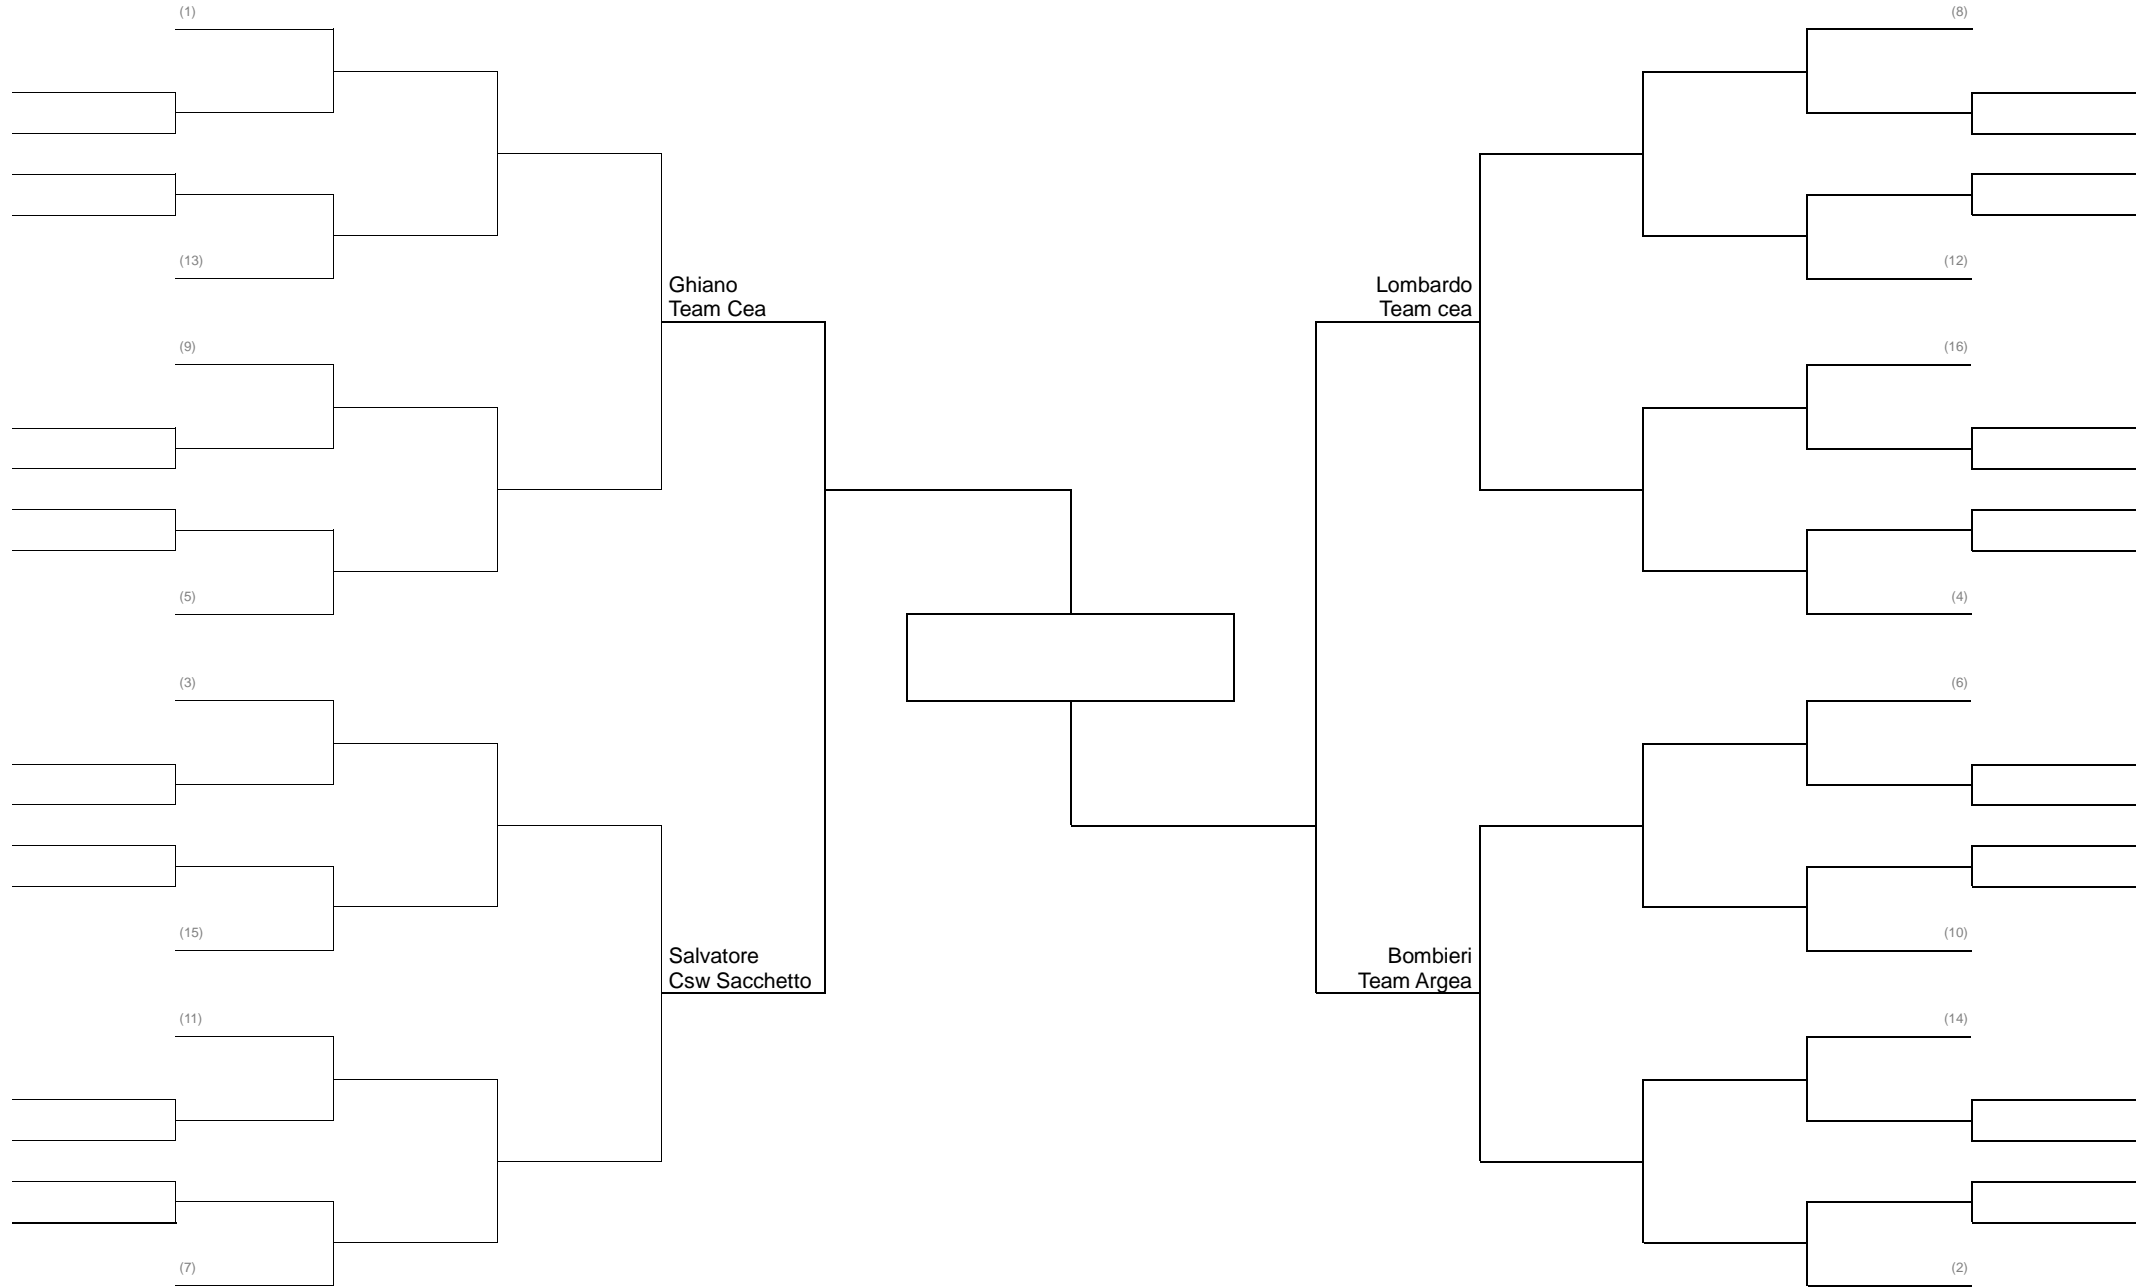 (1)
(13)
(9)
(5)
(3)
(15)
(11)
(7)
Ghiano
Team Cea
Salvatore
Csw Sacchetto
Lombardo
Team cea
Bombieri
Team Argea
(8)
(12)
(16)
(4)
(6)
(10)
(14)
(2)